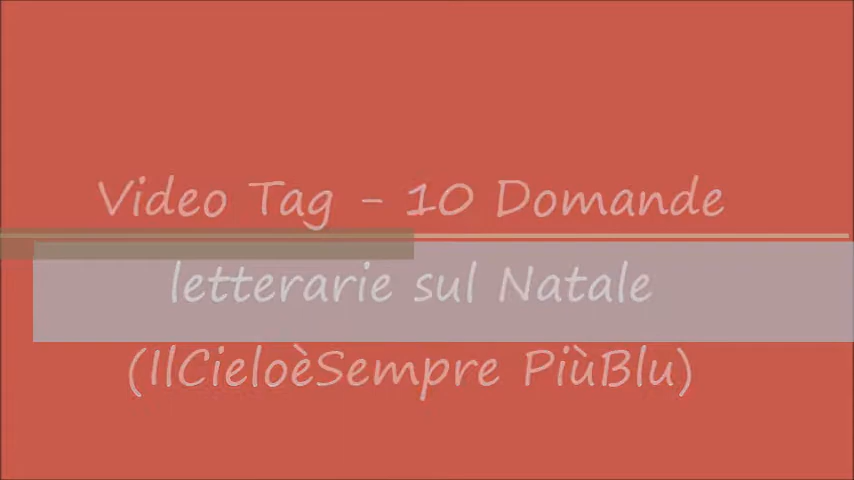 Video Tag - 10 Domande
letterarie sul Natale
(IlCieloèSempre PiùBlu)